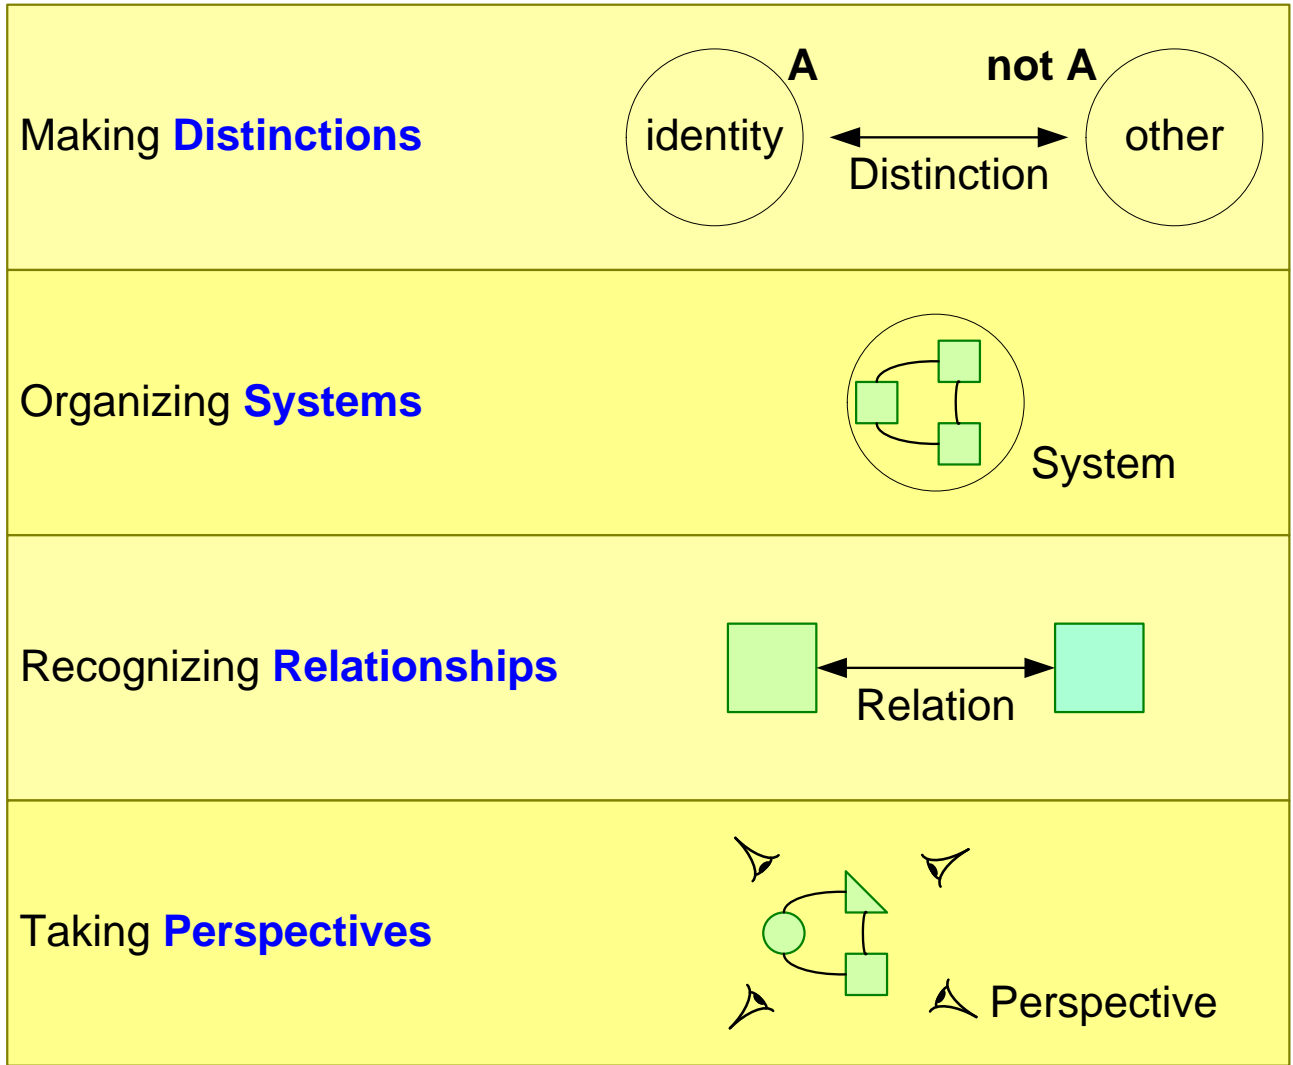 Making Distinctions
A
not A
identity
other
Distinction
Organizing Systems
System
Recognizing Relationships
Relation
Taking Perspectives
Perspective